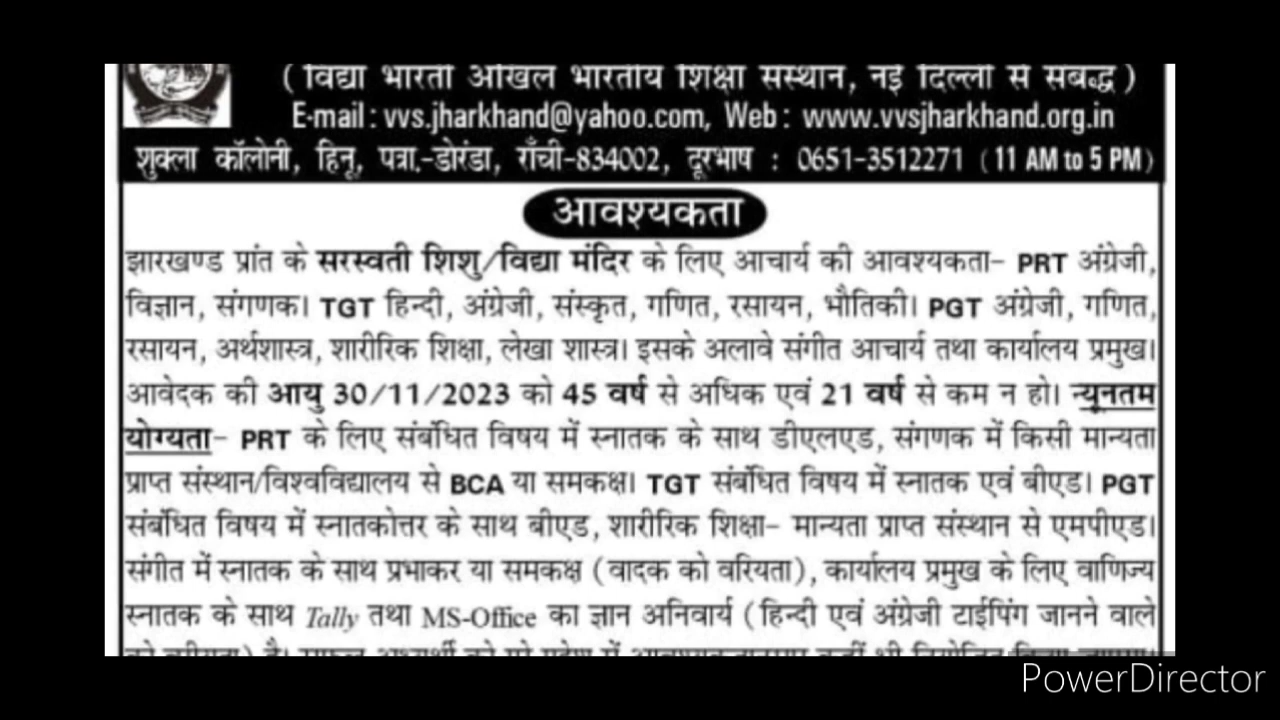 ( विद्या भारती अखिल भारतीय शिक्षा संस्थान, नई दिल्ली से संबद्ध )
E-mail : vvs.jharkhand@yahoo.com, Web : www.vvsjharkhand.org.in
शुक्ला कॉलोनी, हिनू, पत्रा.-डोरंडा, राँची-834002, दूरभाष : 0651-3512271 ( 11 AM to 5 PM )
आवश्यकता
झारखण्ड प्रांत के सरस्वती शिशु/विद्या मंदिर के लिए आचार्य की आवश्यकता- PRT अंग्रेजी,
विज्ञान, संगणक। TGT हिन्दी, अंग्रेजी, संस्कृत, गणित, रसायन, भौतिकी। PGT अंग्रेजी, गणित,
रसायन, अर्थशास्त्र, शारीरिक शिक्षा, लेखा शास्त्र। इसके अलावे संगीत आचार्य तथा कार्यालय प्रमुख।
आवेदक की आयु 30/11/2023 को 45 वर्ष से अधिक एवं 21 वर्ष से कम न हो। न्यूनतम
योग्यता- PRT के लिए संबंधित विषय में स्नातक के साथ डीएलएड, संगणक में किसी मान्यता
प्राप्त संस्थान/विश्वविद्यालय से BCA या समकक्ष। TGT संबंधित विषय में स्नातक एवं बीएड। PGT
संबंधित विषय में स्नातकोत्तर के साथ बीएड, शारीरिक शिक्षा- मान्यता प्राप्त संस्थान से एमपीएड।
संगीत में स्नातक के साथ प्रभाकर या समकक्ष (वादक को वरियता), कार्यालय प्रमुख के लिए वाणिज्य
स्नातक के साथ Tally तथा MS-Office का ज्ञान अनिवार्य (हिन्दी एवं अंग्रेजी टाईपिंग जानने वाले
PowerDirector